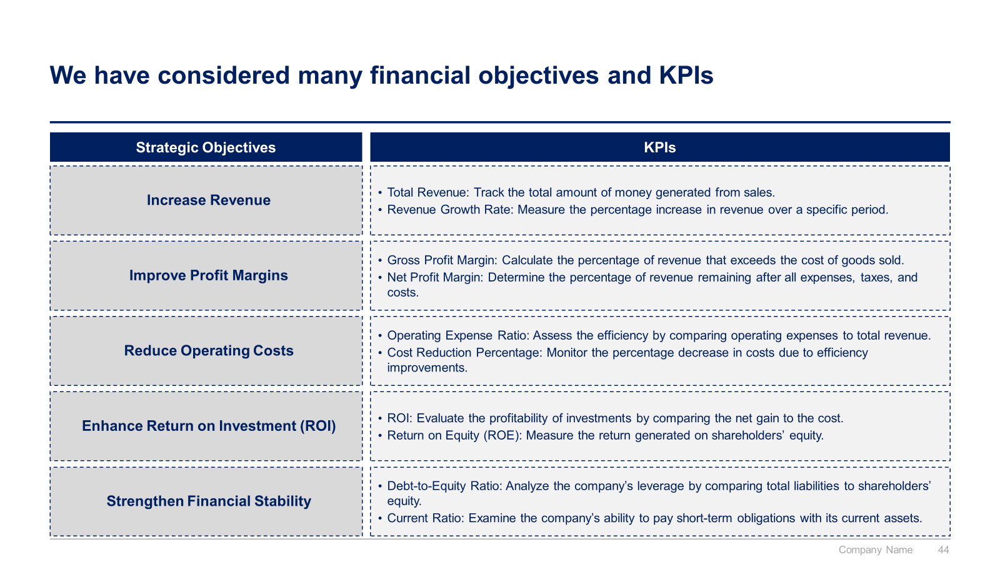 We have considered many financial objectives and KPIs
Strategic Objectives
KPIs
Increase Revenue
• Total Revenue: Track the total amount of money generated from sales.
• Revenue Growth Rate: Measure the percentage increase in revenue over a specific period.
Improve Profit Margins
• Gross Profit Margin: Calculate the percentage of revenue that exceeds the cost of goods sold.
• Net Profit Margin: Determine the percentage of revenue remaining after all expenses, taxes, and
costs.
Reduce Operating Costs
• Operating Expense Ratio: Assess the efficiency by comparing operating expenses to total revenue.
• Cost Reduction Percentage: Monitor the percentage decrease in costs due to efficiency
improvements.
Enhance Return on Investment (ROI)
• ROI: Evaluate the profitability of investments by comparing the net gain to the cost.
• Return on Equity (ROE): Measure the return generated on shareholders’ equity.
Strengthen Financial Stability
• Debt-to-Equity Ratio: Analyze the company’s leverage by comparing total liabilities to shareholders’
equity.
• Current Ratio: Examine the company’s ability to pay short-term obligations with its current assets.
Company Name 44